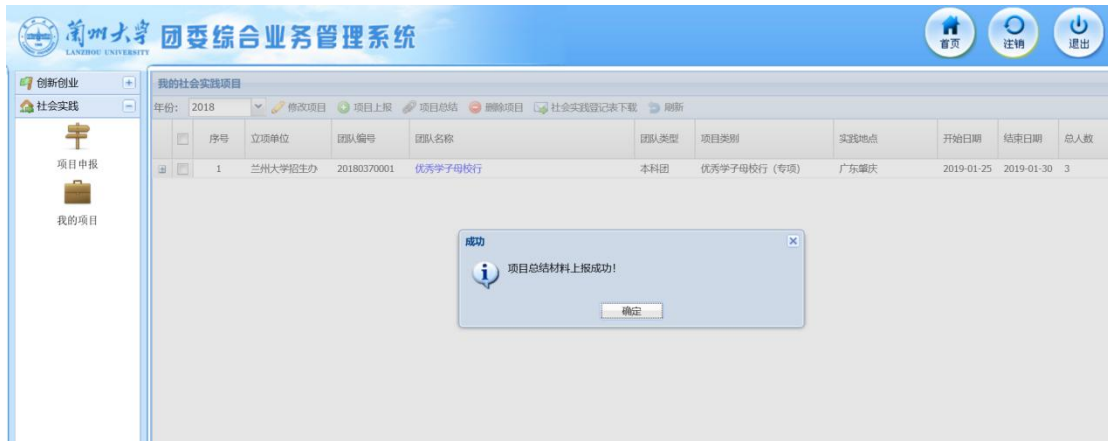 兰州大学 团委综合业务管理系统
LANZHOU UNIVERSITY
首页 注销 退出
创新创业
社会实践
项目申报
我的项目
我的社会实践项目
年份: 2018 修改项目 项目上报 项目总结 删除项目 社会实践登记表下载 刷新
序号 立项单位 团队编号 团队名称 团队类型 项目类别 实践地点 开始日期 结束日期 总人数
1 兰州大学招生办 20180370001 优秀学子母校行 本科团 优秀学子母校行（专项） 广东肇庆 2019-01-25 2019-01-30 3
成功
项目总结材料上报成功!
确定